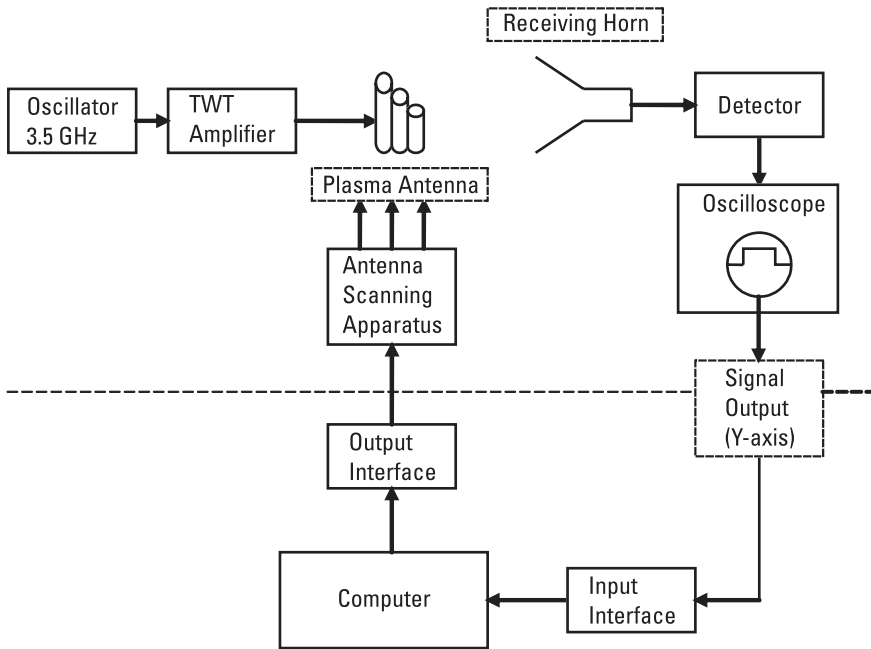 Receiving Horn
Oscillator
3.5 GHz
TWT
Amplifier
Detector
Plasma Antenna
Oscilloscope
Antenna
Scanning
Apparatus
Signal
Output
(Y-axis)
Output
Interface
Computer
Input
Interface